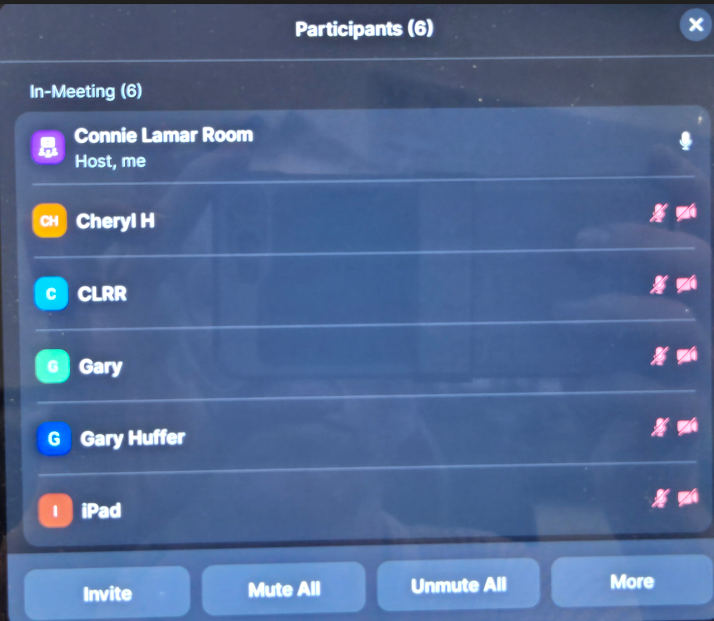 Participants (6)
In-Meeting (6)
Connie Lamar Room
Host, me
CH Cheryl H
C CLRR
G Gary
G Gary Huffer
I iPad
Invite Mute All Unmute All More